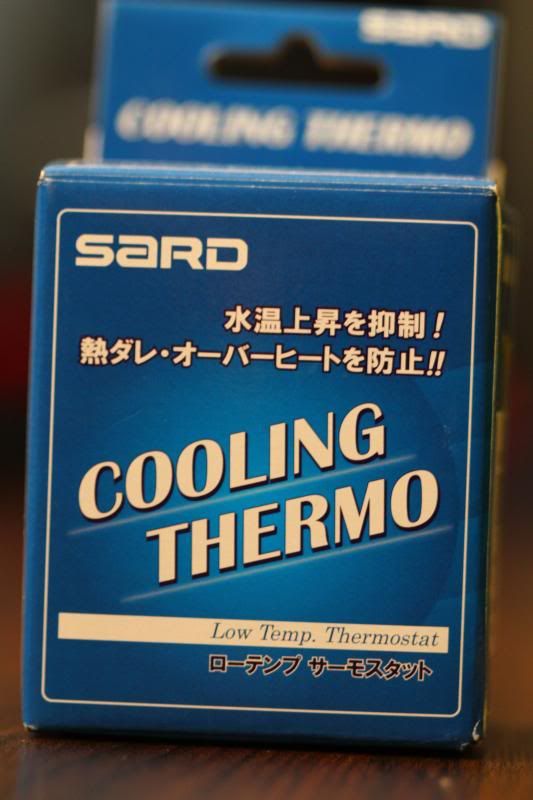 SARD
COOLING THERMO
SARD
水温上昇を抑制!
熱ダレ・オーバーヒートを防止!!
COOLING
THERMO
Low Temp. Thermostat
ローテンプ サーモスタット